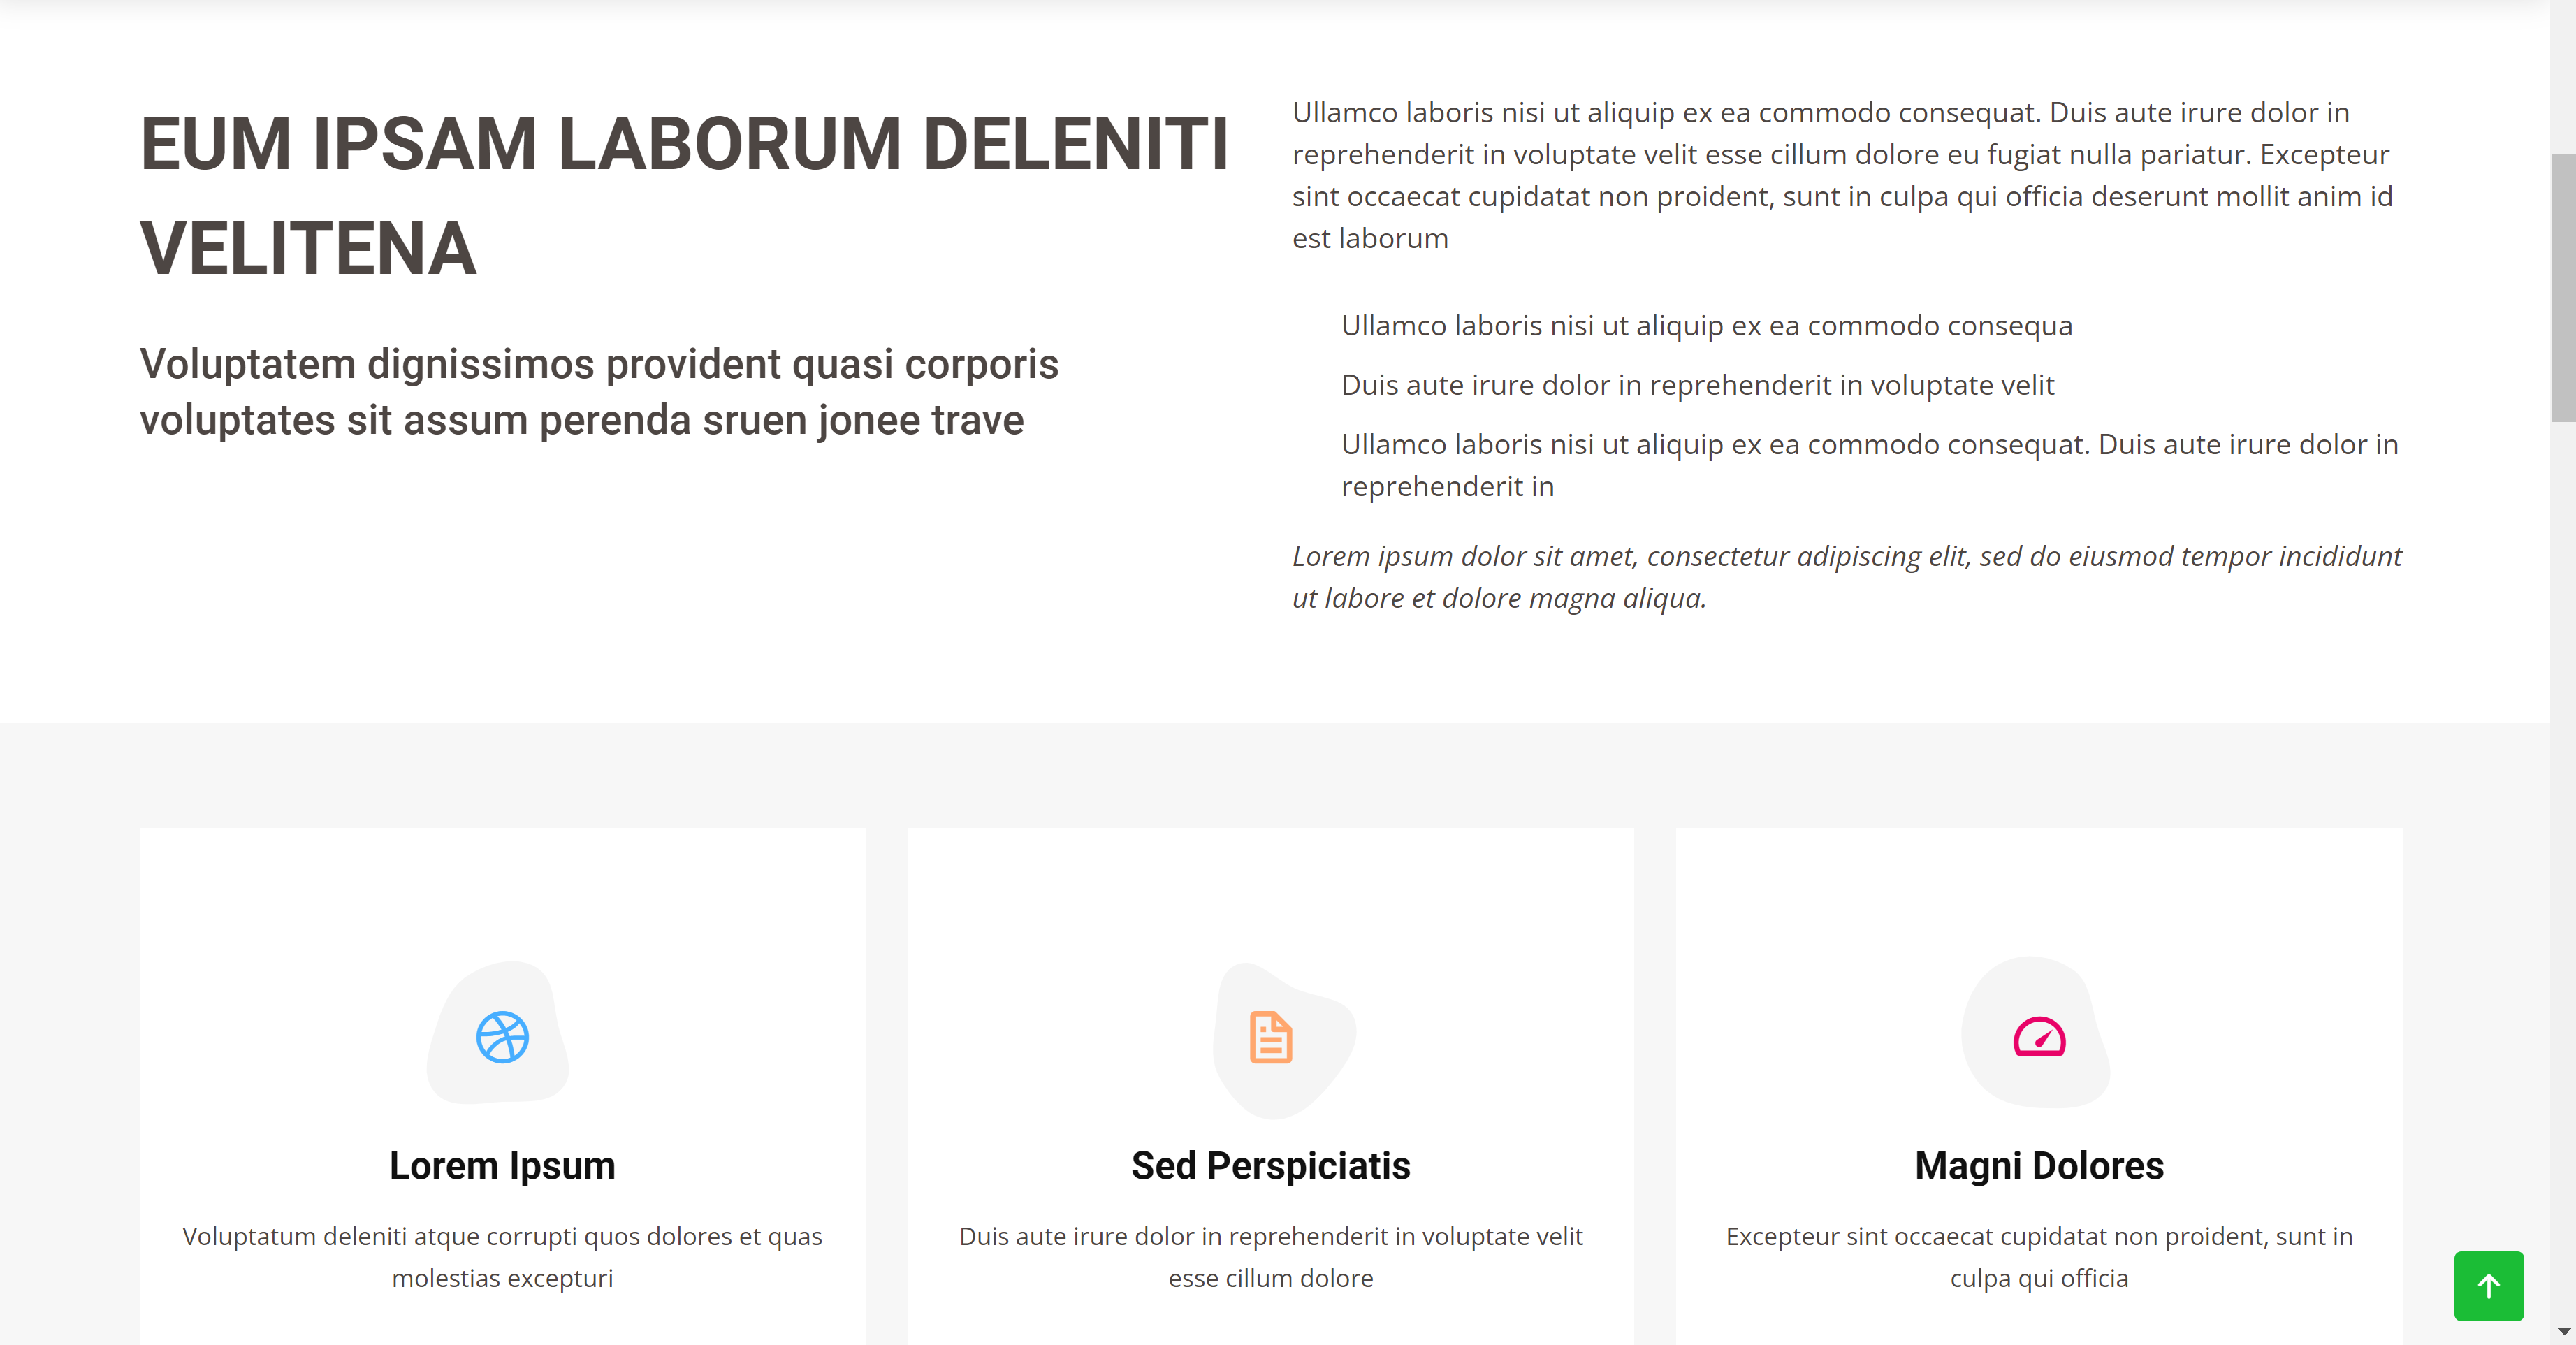 EUM IPSAM LABORUM DELENITI
VELITENA
Voluptatem dignissimos provident quasi corporis
voluptates sit assum perenda sruen jonee trave
Ullamco laboris nisi ut aliquip ex ea commodo consequat. Duis aute irure dolor in
reprehenderit in voluptate velit esse cillum dolore eu fugiat nulla pariatur. Excepteur
sint occaecat cupidatat non proident, sunt in culpa qui officia deserunt mollit anim id
est laborum
Ullamco laboris nisi ut aliquip ex ea commodo consequa
Duis aute irure dolor in reprehenderit in voluptate velit
Ullamco laboris nisi ut aliquip ex ea commodo consequat. Duis aute irure dolor in
reprehenderit in
Lorem ipsum dolor sit amet, consectetur adipiscing elit, sed do eiusmod tempor incididunt
ut labore et dolore magna aliqua.
Lorem Ipsum
Voluptatum deleniti atque corrupti quos dolores et quas
molestias excepturi
Sed Perspiciatis
Duis aute irure dolor in reprehenderit in voluptate velit
esse cillum dolore
Magni Dolores
Excepteur sint occaecat cupidatat non proident, sunt in
culpa qui officia